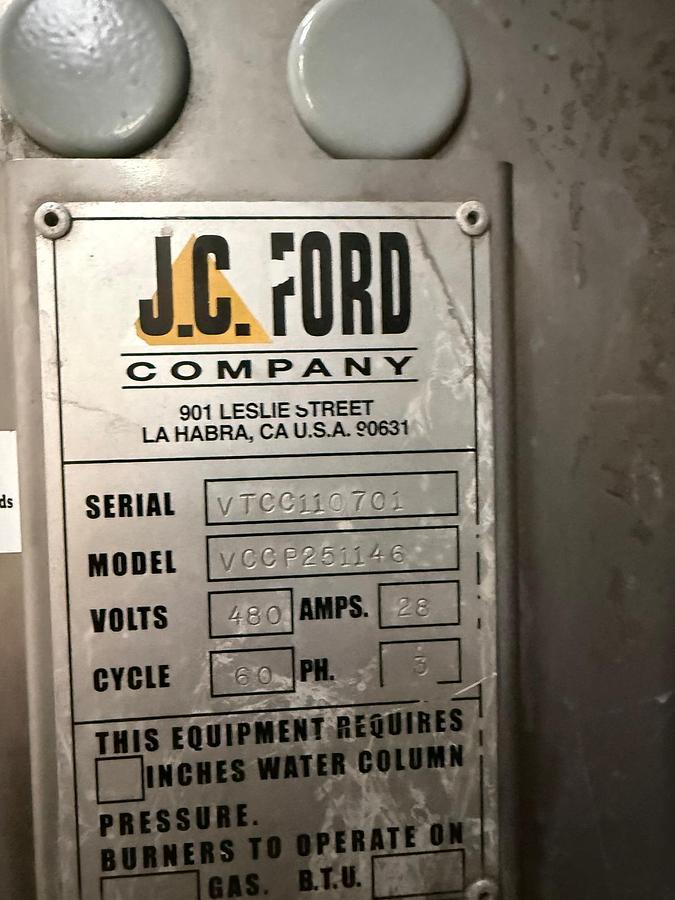 J.C. FORD
COMPANY
901 LESLIE STREET
LA HABRA, CA U.S.A. 90631
SERIAL VTCC110701
MODEL VCCP251146
VOLTS 480 AMPS. 28
CYCLE 60 PH. 3
THIS EQUIPMENT REQUIRES
INCHES WATER COLUMN
PRESSURE.
BURNERS TO OPERATE ON
GAS. B.T.U.
ds